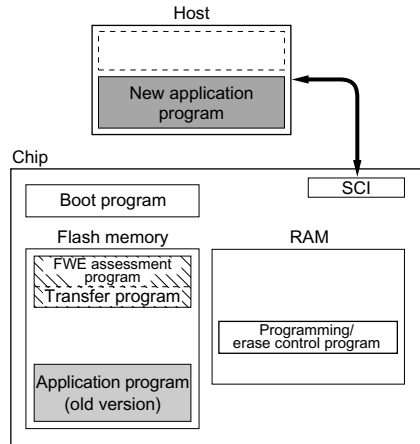 Host
New application
program
Chip
SCI
Boot program
Flash memory
RAM
FWE assessment
program
Transfer program
Programming/
erase control program
Application program
(old version)